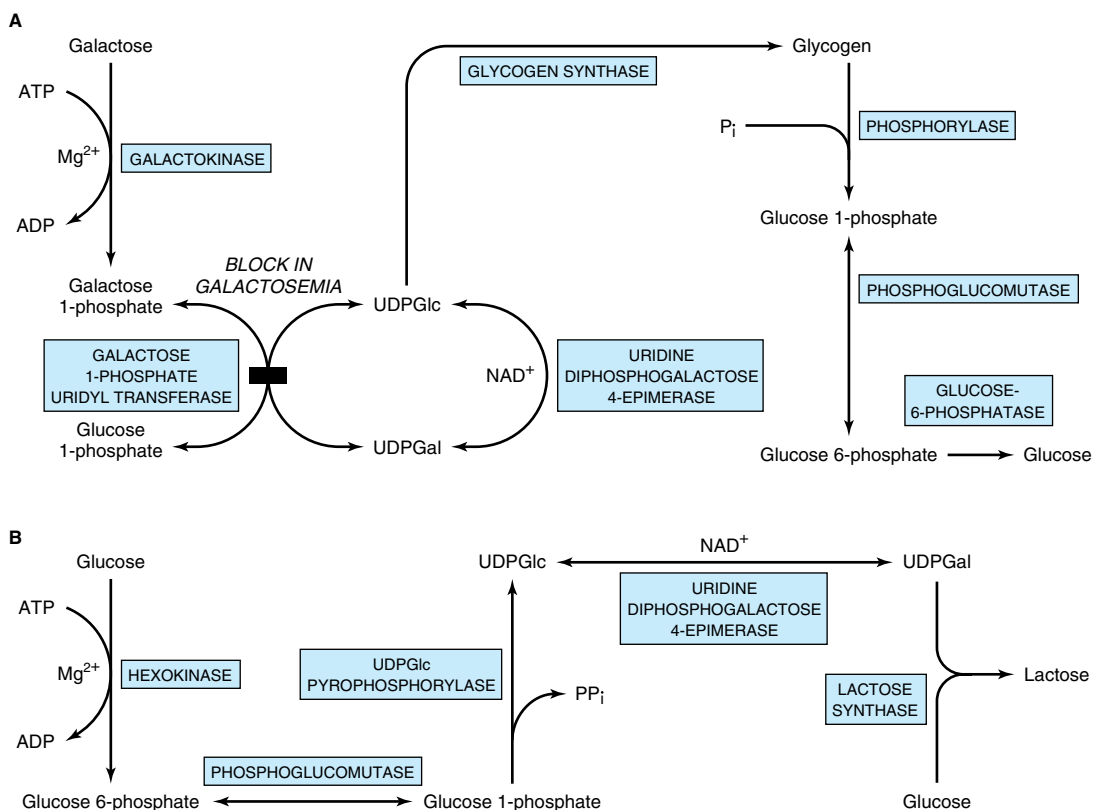 A
Galactose
ATP
Mg2+
GALACTOKINASE
ADP
Galactose
1-phosphate
BLOCK IN
GALACTOSEMIA
GALACTOSE
1-PHOSPHATE
URIDYL TRANSFERASE
Glucose
1-phosphate
UDPGlc
NAD+
UDPGal
URIDINE
DIPHOSPHOGALACTOSE
4-EPIMERASE
GLYCOGEN SYNTHASE
Glycogen
Pi
PHOSPHORYLASE
Glucose 1-phosphate
PHOSPHOGLUCOMUTASE
GLUCOSE-
6-PHOSPHATASE
Glucose 6-phosphate
Glucose
B
Glucose
ATP
Mg2+
HEXOKINASE
ADP
Glucose 6-phosphate
PHOSPHOGLUCOMUTASE
Glucose 1-phosphate
UDPGlc
PYROPHOSPHORYLASE
PPi
UDPGlc
NAD+
URIDINE
DIPHOSPHOGALACTOSE
4-EPIMERASE
UDPGal
LACTOSE
SYNTHASE
Lactose
Glucose